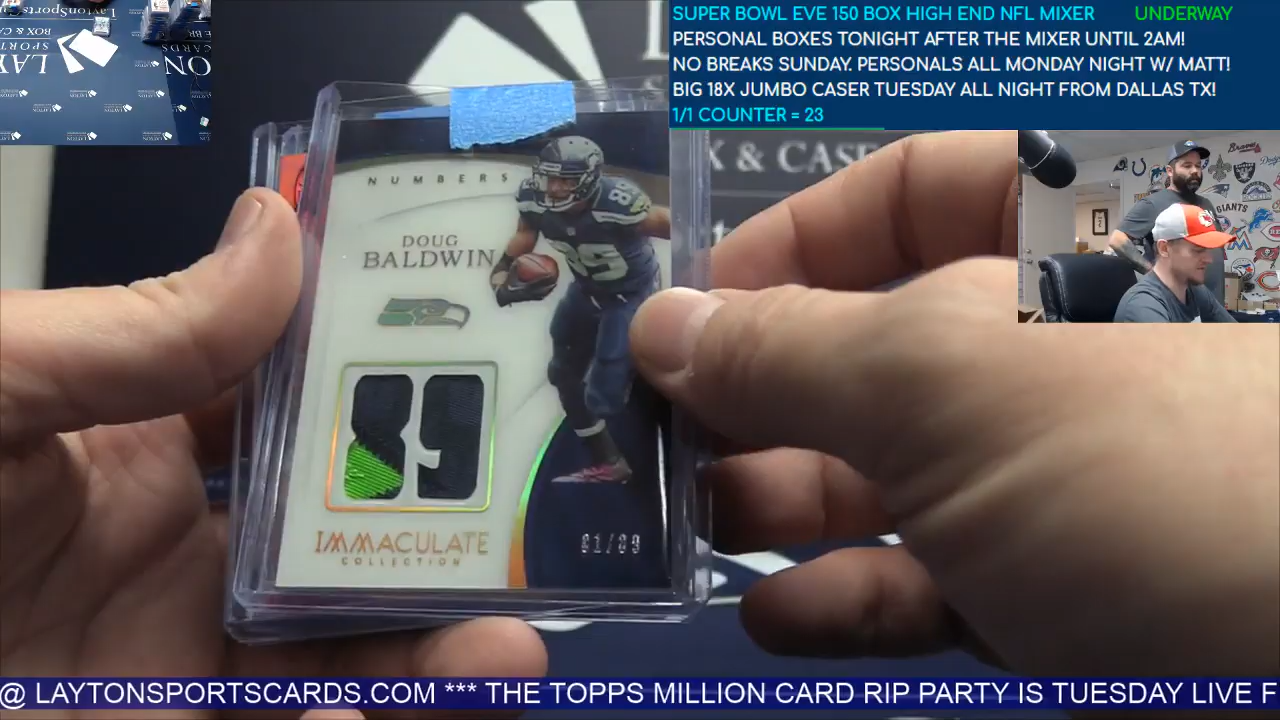 SUPER BOWL EVE 150 BOX HIGH END NFL MIXER UNDERWAY
PERSONAL BOXES TONIGHT AFTER THE MIXER UNTIL 2AM!
NO BREAKS SUNDAY. PERSONALS ALL MONDAY NIGHT W/ MATT!
BIG 18X JUMBO CASER TUESDAY ALL NIGHT FROM DALLAS TX!
1/1 COUNTER = 23
X & CASE
NUMBERS
DOUG
BALDWIN
89
89
89
IMMACULATE
COLLECTION
GIANTS
@ LAYTONSPORTSCARDS.COM *** THE TOPPS MILLION CARD RIP PARTY IS TUESDAY LIVE F